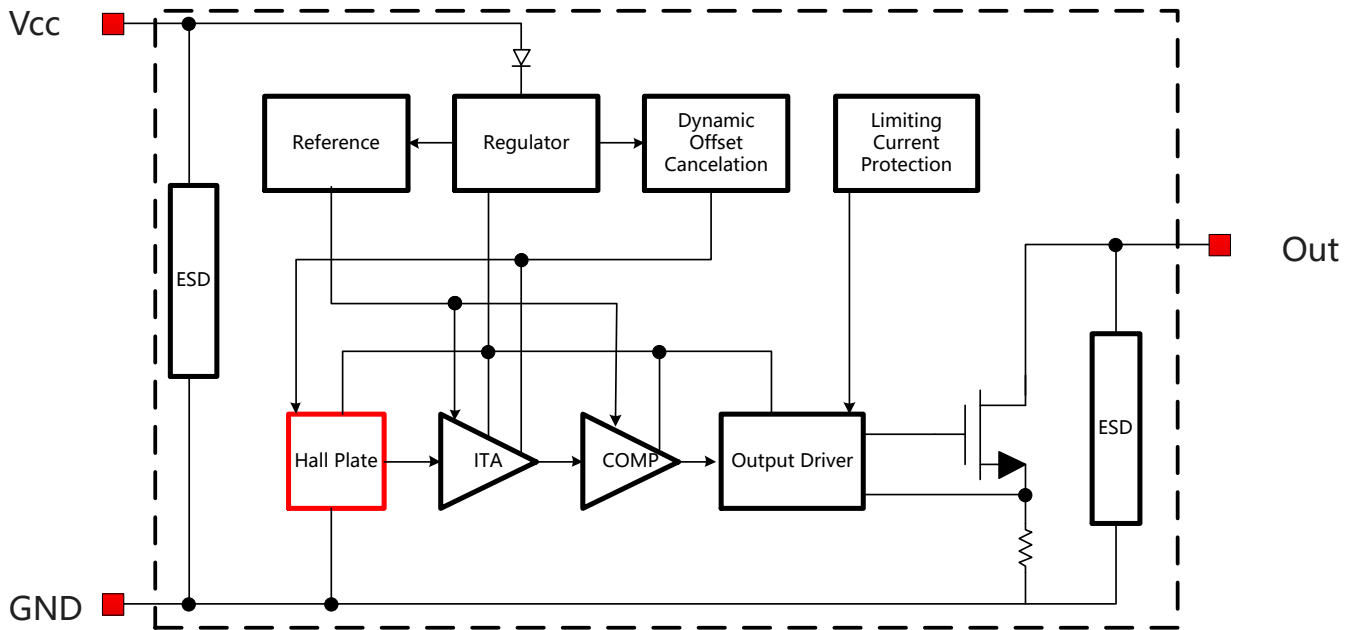 Vcc
Reference
Regulator
Dynamic
Offset
Cancelation
Limiting
Current
Protection
ESD
Out
Hall Plate
ITA
COMP
Output Driver
ESD
GND